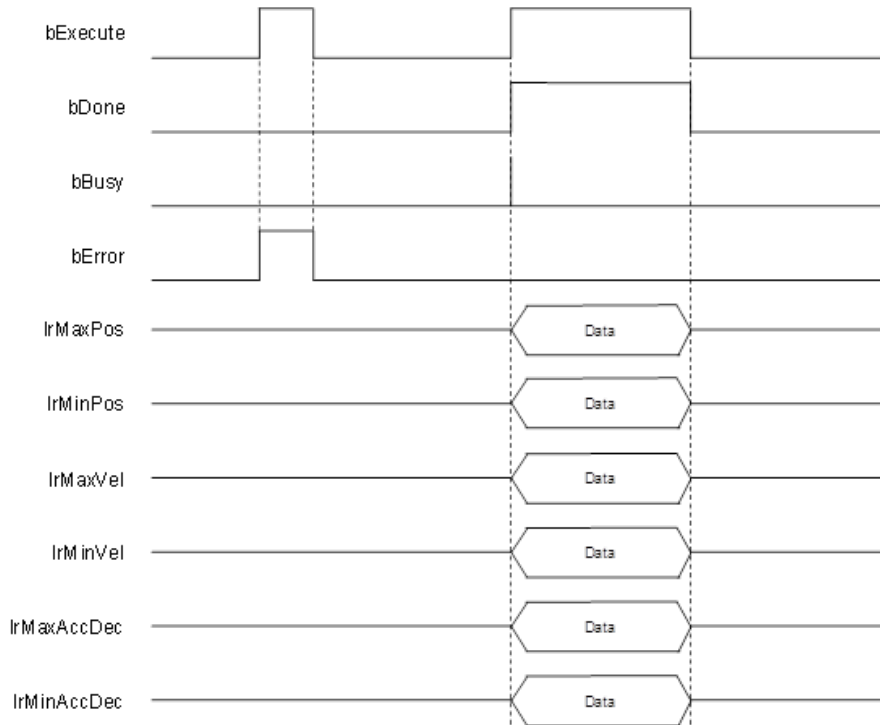 bExecute
bDone
bBusy
bError
lrMaxPos Data
lrMinPos Data
lrMaxVel Data
lrMinVel Data
lrMaxAccDec Data
lrMinAccDec Data